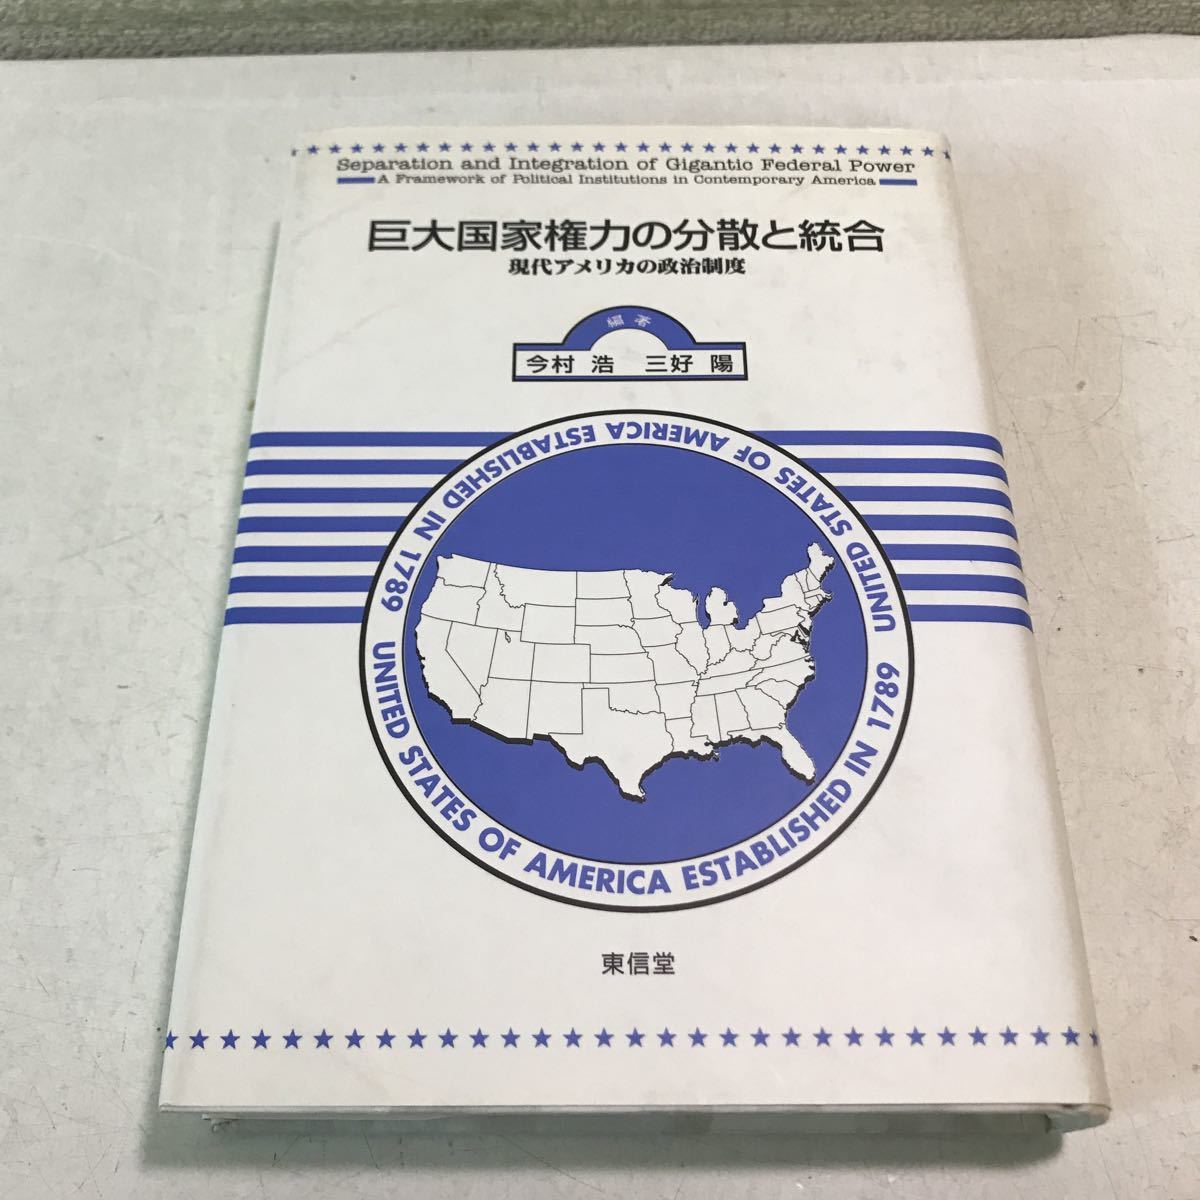 Separation and Integration of Gigantic Federal Power
A Framework of Political Institutions in Contemporary America
巨大国家権力の分散と統合
現代アメリカの政治制度
編著
今村 浩 三好 陽
UNITED STATES OF AMERICA ESTABLISHED IN 1789
UNITED STATES OF AMERICA ESTABLISHED IN 1789
東信堂